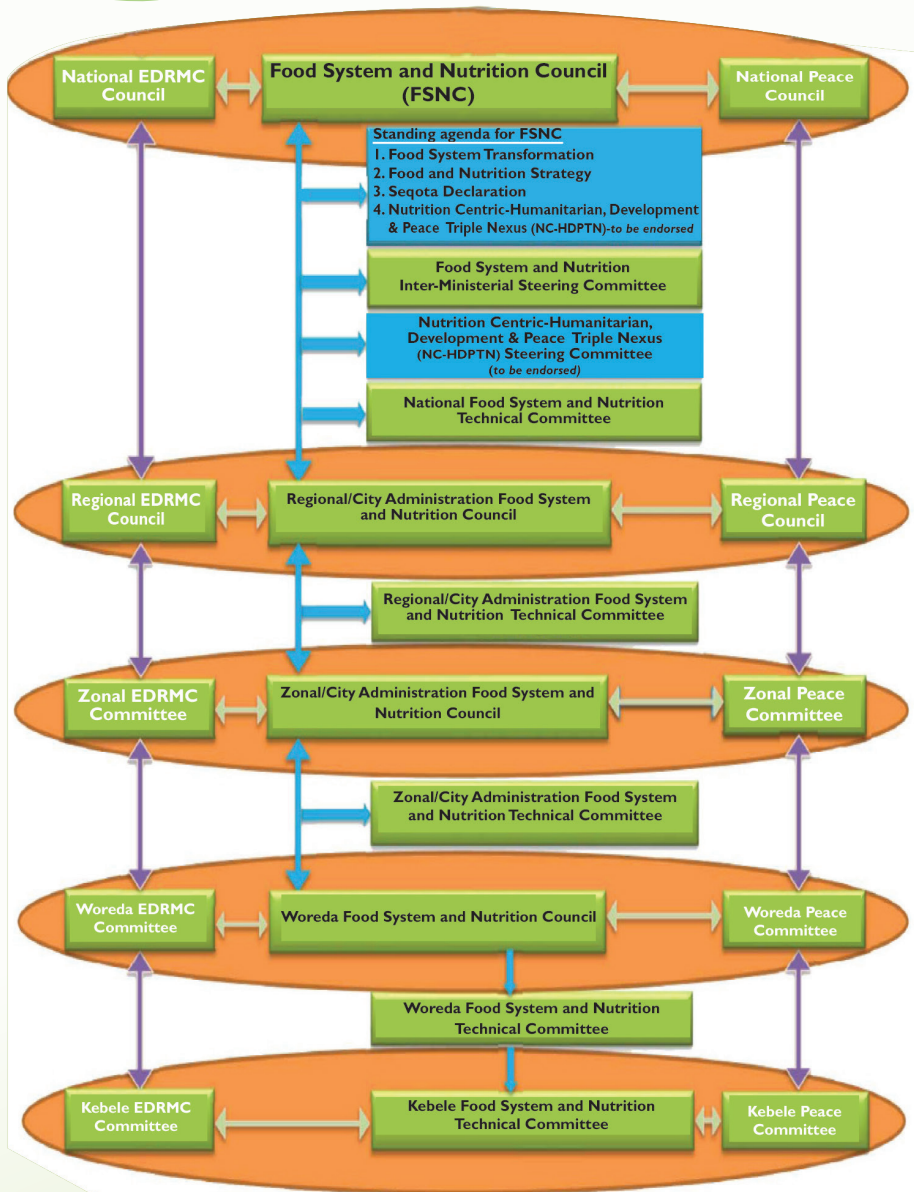 National EDRMC
Council
Food System and Nutrition Council
(FSNC)
National Peace
Council
Standing agenda for FSNC
1. Food System Transformation
2. Food and Nutrition Strategy
3. Seqota Declaration
4. Nutrition Centric-Humanitarian, Development
& Peace Triple Nexus (NC-HDPTN)-to be endorsed
Food System and Nutrition
Inter-Ministerial Steering Committee
Nutrition Centric-Humanitarian,
Development & Peace Triple Nexus
(NC-HDPTN) Steering Committee
(to be endorsed)
National Food System and Nutrition
Technical Committee
Regional EDRMC
Council
Regional/City Administration Food System
and Nutrition Council
Regional Peace
Council
Regional/City Administration Food System
and Nutrition Technical Committee
Zonal EDRMC
Committee
Zonal/City Administration Food System and
Nutrition Council
Zonal Peace
Committee
Zonal/City Administration Food System
and Nutrition Technical Committee
Woreda EDRMC
Committee
Woreda Food System and Nutrition Council
Woreda Peace
Committee
Woreda Food System and Nutrition
Technical Committee
Kebele EDRMC
Committee
Kebele Food System and Nutrition
Technical Committee
Kebele Peace
Committee